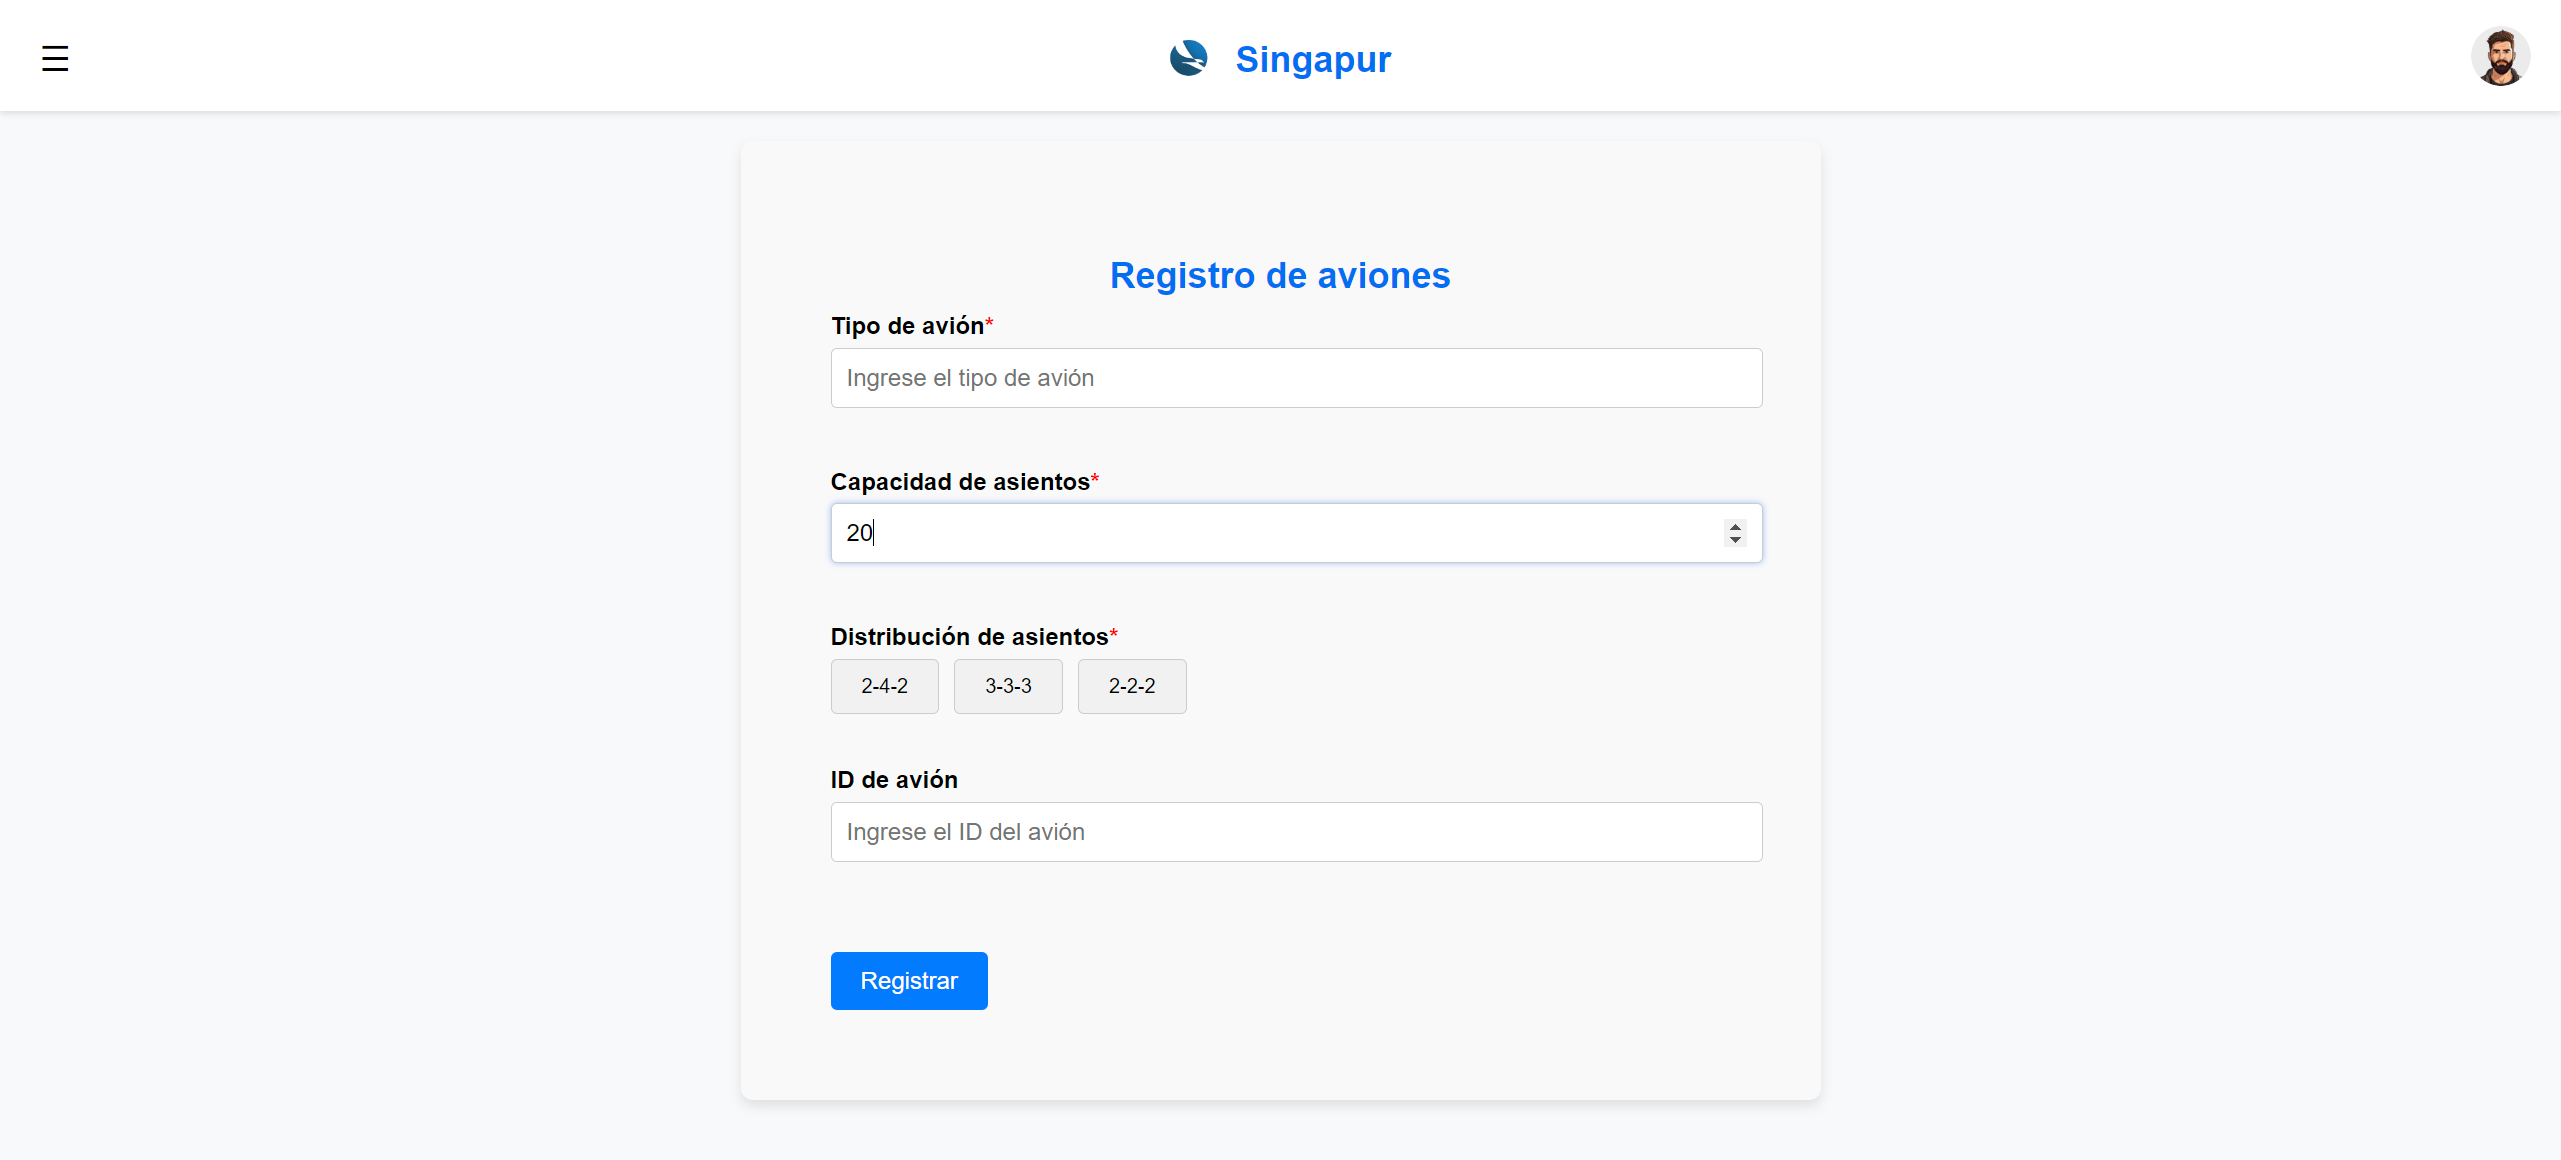 Singapur
Registro de aviones
Tipo de avión*
Ingrese el tipo de avión
Capacidad de asientos*
20
Distribución de asientos*
2-4-2 3-3-3 2-2-2
ID de avión
Ingrese el ID del avión
Registrar